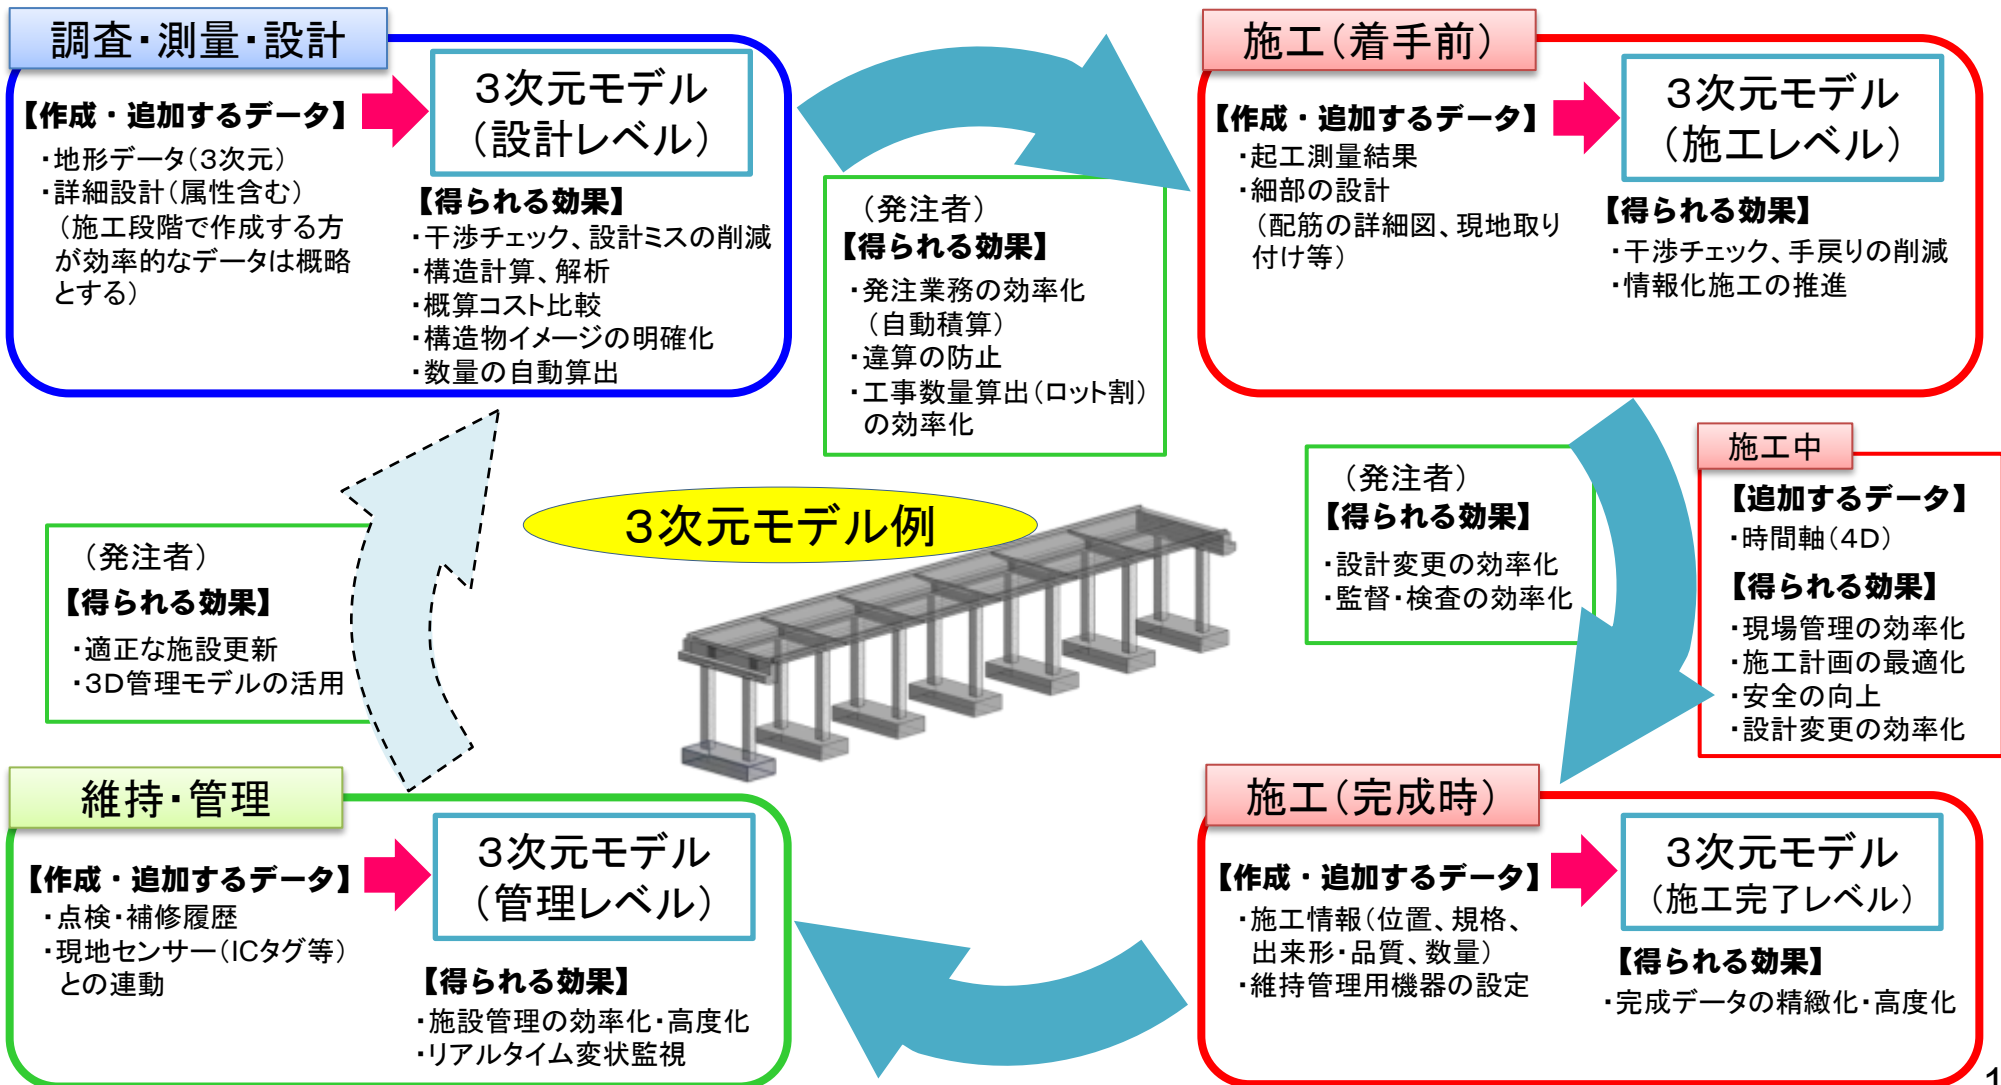 調査・測量・設計
【作成・追加するデータ】
・地形データ(3次元)
・詳細設計(属性含む)
(施工段階で作成する方
が効率的なデータは概略
とする)
3次元モデル
(設計レベル)
【得られる効果】
・干渉チェック、設計ミスの削減
・構造計算、解析
・概算コスト比較
・構造物イメージの明確化
・数量の自動算出
(発注者)
【得られる効果】
・発注業務の効率化
(自動積算)
・違算の防止
・工事数量算出(ロット割)
の効率化
施工(着手前)
【作成・追加するデータ】
・起工測量結果
・細部の設計
(配筋の詳細図、現地取り
付け等)
3次元モデル
(施工レベル)
【得られる効果】
・干渉チェック、手戻りの削減
・情報化施工の推進
(発注者)
【得られる効果】
・設計変更の効率化
・監督・検査の効率化
施工中
【追加するデータ】
・時間軸(4D)
【得られる効果】
・現場管理の効率化
・施工計画の最適化
・安全の向上
・設計変更の効率化
3次元モデル例
(発注者)
【得られる効果】
・適正な施設更新
・3D管理モデルの活用
維持・管理
【作成・追加するデータ】
・点検・補修履歴
・現地センサー(ICタグ等)
との連動
3次元モデル
(管理レベル)
【得られる効果】
・施設管理の効率化・高度化
・リアルタイム変状監視
施工(完成時)
【作成・追加するデータ】
・施工情報(位置、規格、
出来形・品質、数量)
・維持管理用機器の設定
3次元モデル
(施工完了レベル)
【得られる効果】
・完成データの精緻化・高度化
1